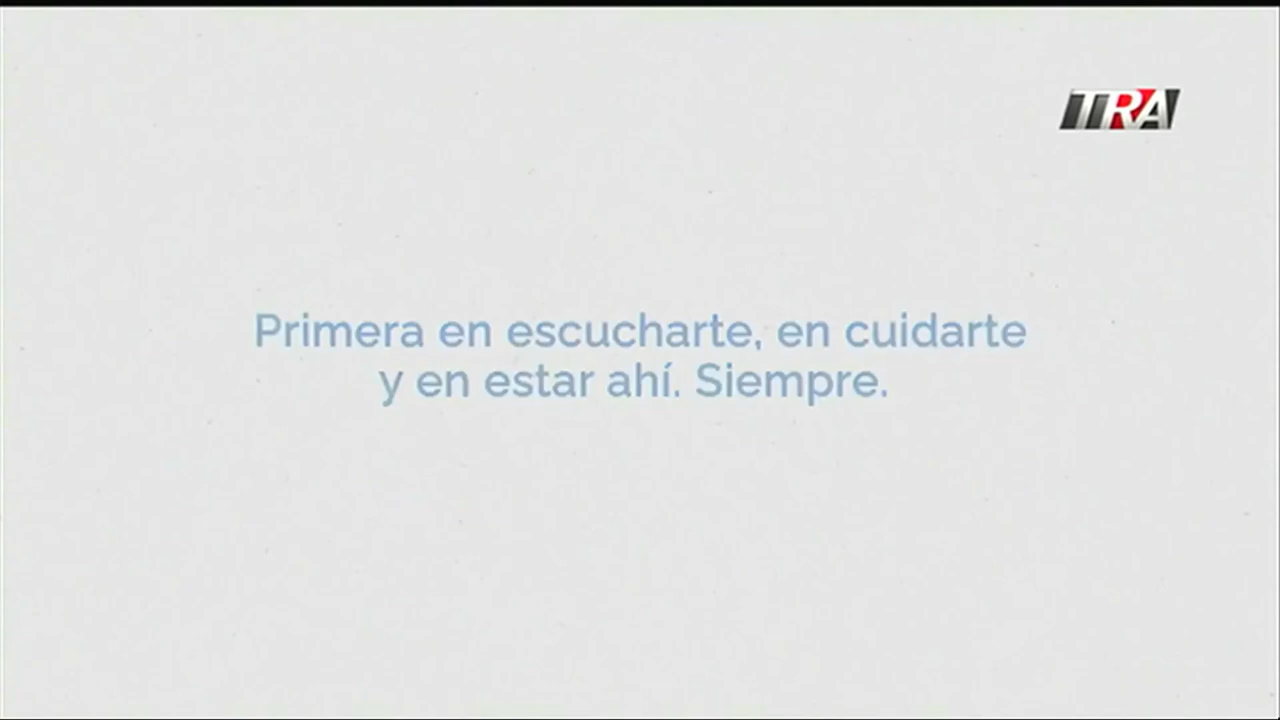 TRA
Primera en escucharte, en cuidarte
y en estar ahí. Siempre.